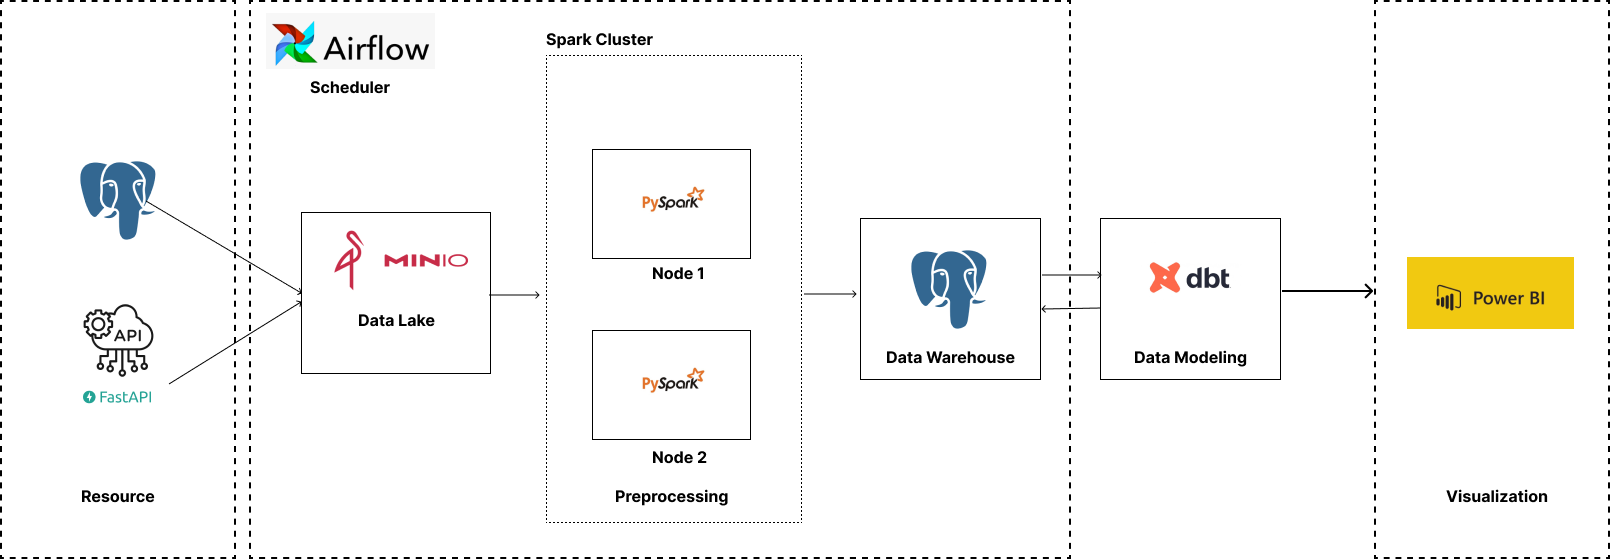 Airflow
Scheduler
Spark Cluster
API
FastAPI
Resource
MINIO
Data Lake
PySpark
Node 1
PySpark
Node 2
Preprocessing
Data Warehouse
dbt
Data Modeling
Power BI
Visualization